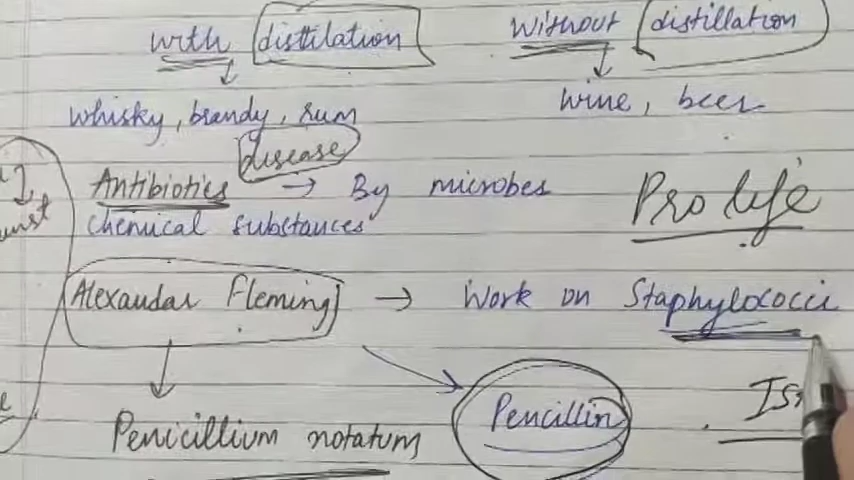 with distilation without distillation
whisky, brandy, rum wine, beer
disease
Antibiotics → By microbes
chemical substances
Pro life
Alexandar Fleming → Work on Staphylococci
Penicillium notatum Pencillin